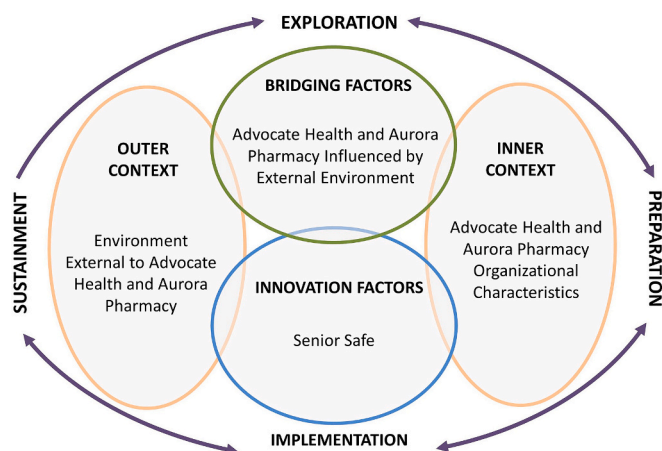 EXPLORATION
BRIDGING FACTORS
Advocate Health and Aurora
Pharmacy Influenced by
External Environment
OUTER
CONTEXT
Environment
External to Advocate
Health and Aurora
Pharmacy
INNER
CONTEXT
Advocate Health and
Aurora Pharmacy
Organizational
Characteristics
INNOVATION FACTORS
Senior Safe
SUSTAINMENT
PREPARATION
IMPLEMENTATION